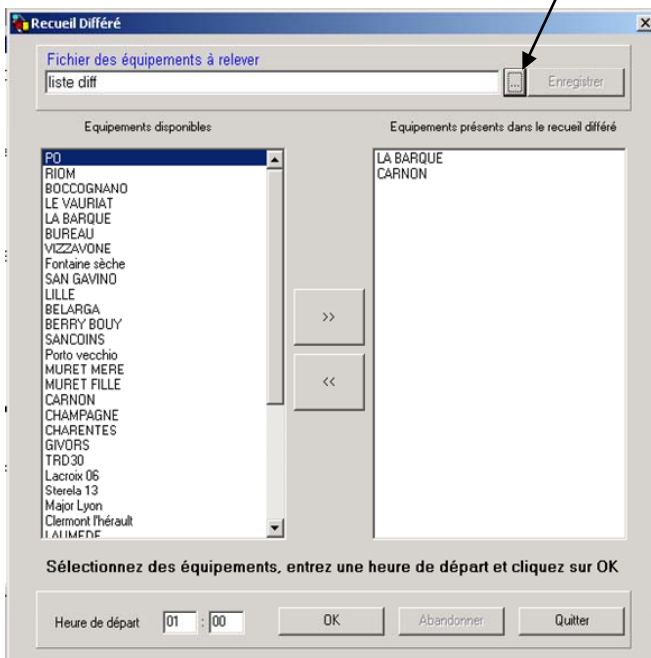 Recueil Différé
Fichier des équipements à relever
liste diff
...
Enregistrer
Equipements disponibles
Equipements présents dans le recueil différé
PO
RIOM
BOCCOGNANO
LE VAURIAT
LA BARQUE
BUREAU
VIZZAVONE
Fontaine sèche
SAN GAVINO
LILLE
BELARGA
BERRY BOUY
SANCOINS
Porto vecchio
MURET MERE
MURET FILLE
CARNON
CHAMPAGNE
CHARENTES
GIVORS
TRD30
Lacroix 06
Sterela 13
Major Lyon
Clermont l'hérault
LAUMEDE
>>
<<
LA BARQUE
CARNON
Sélectionnez des équipements, entrez une heure de départ et cliquez sur OK
Heure de départ 01 : 00 OK Abandonner Quitter